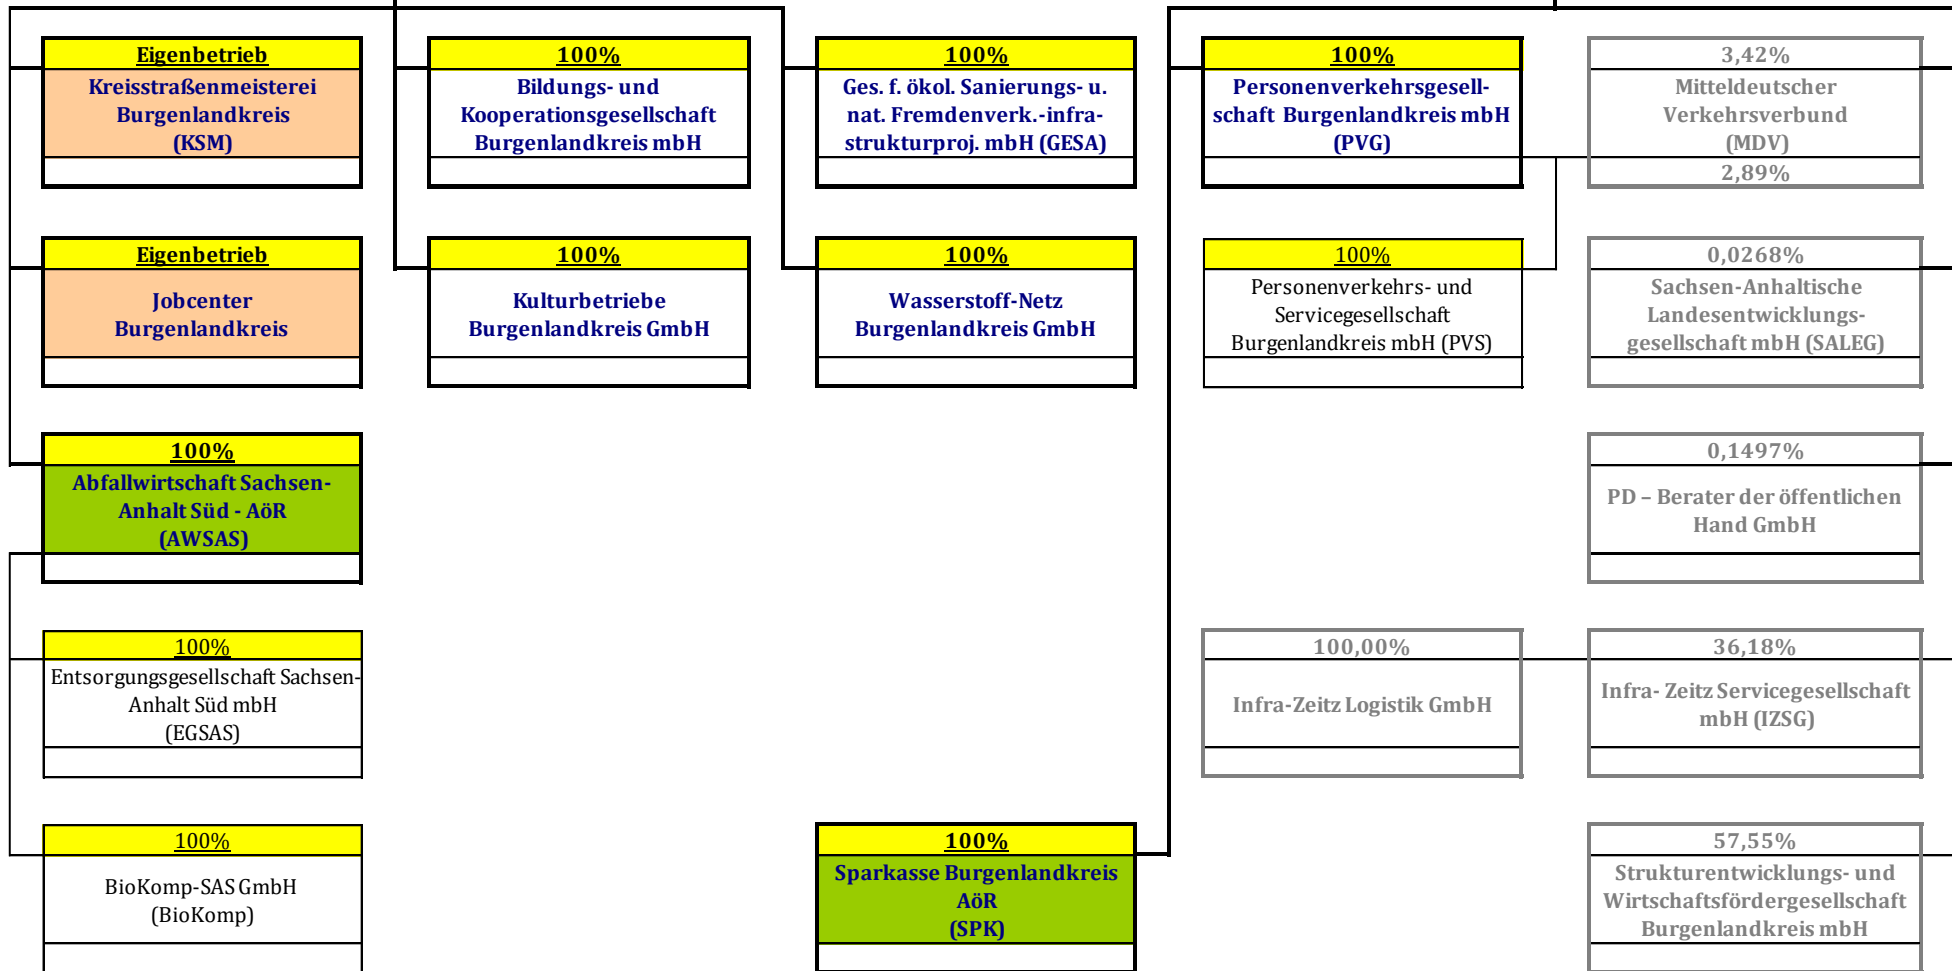 Eigenbetrieb
Kreisstraßenmeisterei
Burgenlandkreis
(KSM)
100%
Bildungs- und
Kooperationsgesellschaft
Burgenlandkreis mbH
100%
Ges. f. ökol. Sanierungs- u.
nat. Fremdenverk.-infra-
strukturproj. mbH (GESA)
100%
Personenverkehrsgesell-
schaft Burgenlandkreis mbH
(PVG)
3,42%
Mitteldeutscher
Verkehrsverbund
(MDV)
2,89%
Eigenbetrieb
Jobcenter
Burgenlandkreis
100%
Kulturbetriebe
Burgenlandkreis GmbH
100%
Wasserstoff-Netz
Burgenlandkreis GmbH
100%
Personenverkehrs- und
Servicegesellschaft
Burgenlandkreis mbH (PVS)
0,0268%
Sachsen-Anhaltische
Landesentwicklungs-
gesellschaft mbH (SALEG)
100%
Abfallwirtschaft Sachsen-
Anhalt Süd - AöR
(AWSAS)
0,1497%
PD – Berater der öffentlichen
Hand GmbH
100%
Entsorgungsgesellschaft Sachsen-
Anhalt Süd mbH
(EGSAS)
100,00%
Infra-Zeitz Logistik GmbH
36,18%
Infra- Zeitz Servicegesellschaft
mbH (IZSG)
100%
BioKomp-SAS GmbH
(BioKomp)
100%
Sparkasse Burgenlandkreis
AöR
(SPK)
57,55%
Strukturentwicklungs- und
Wirtschaftsfördergesellschaft
Burgenlandkreis mbH